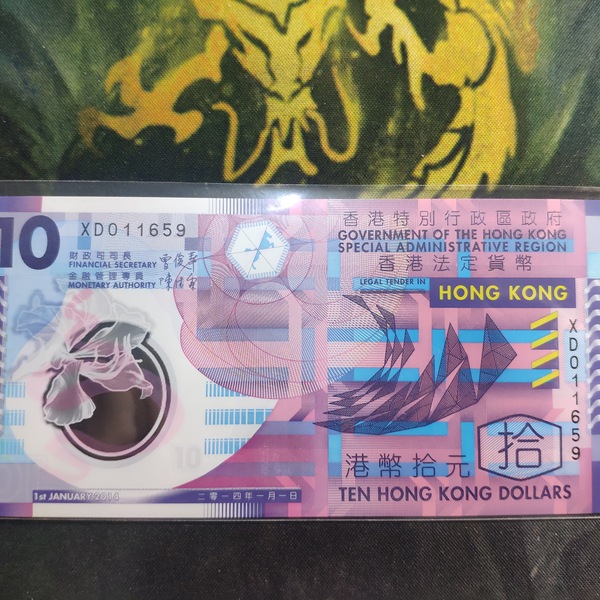 10
XD011659
財政司司長
FINANCIAL SECRETARY
金融管理專員
MONETARY AUTHORITY
香港特別行政區政府
GOVERNMENT OF THE HONG KONG
SPECIAL ADMINISTRATIVE REGION
香港法定貨幣
LEGAL TENDER IN
HONG KONG
XD011659
10
港幣拾元
拾
TEN HONG KONG DOLLARS
1st JANUARY
二零一四年一月一日